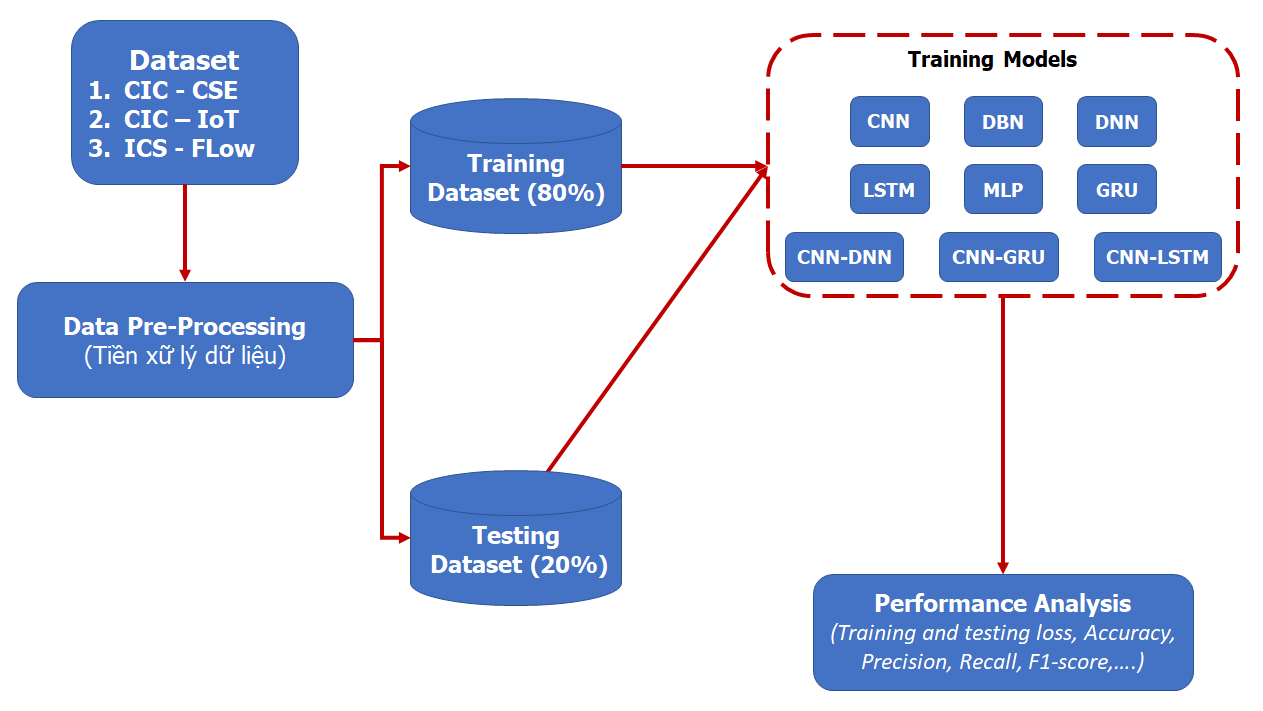 Dataset
1. CIC - CSE
2. CIC – IoT
3. ICS - FLow
Data Pre-Processing
(Tiền xữ lý dữ liệu)
Training
Dataset (80%)
Testing
Dataset (20%)
Training Models
CNN
DBN
DNN
LSTM
MLP
GRU
CNN-DNN
CNN-GRU
CNN-LSTM
Performance Analysis
(Training and testing loss, Accuracy,
Precision, Recall, F1-score,....)